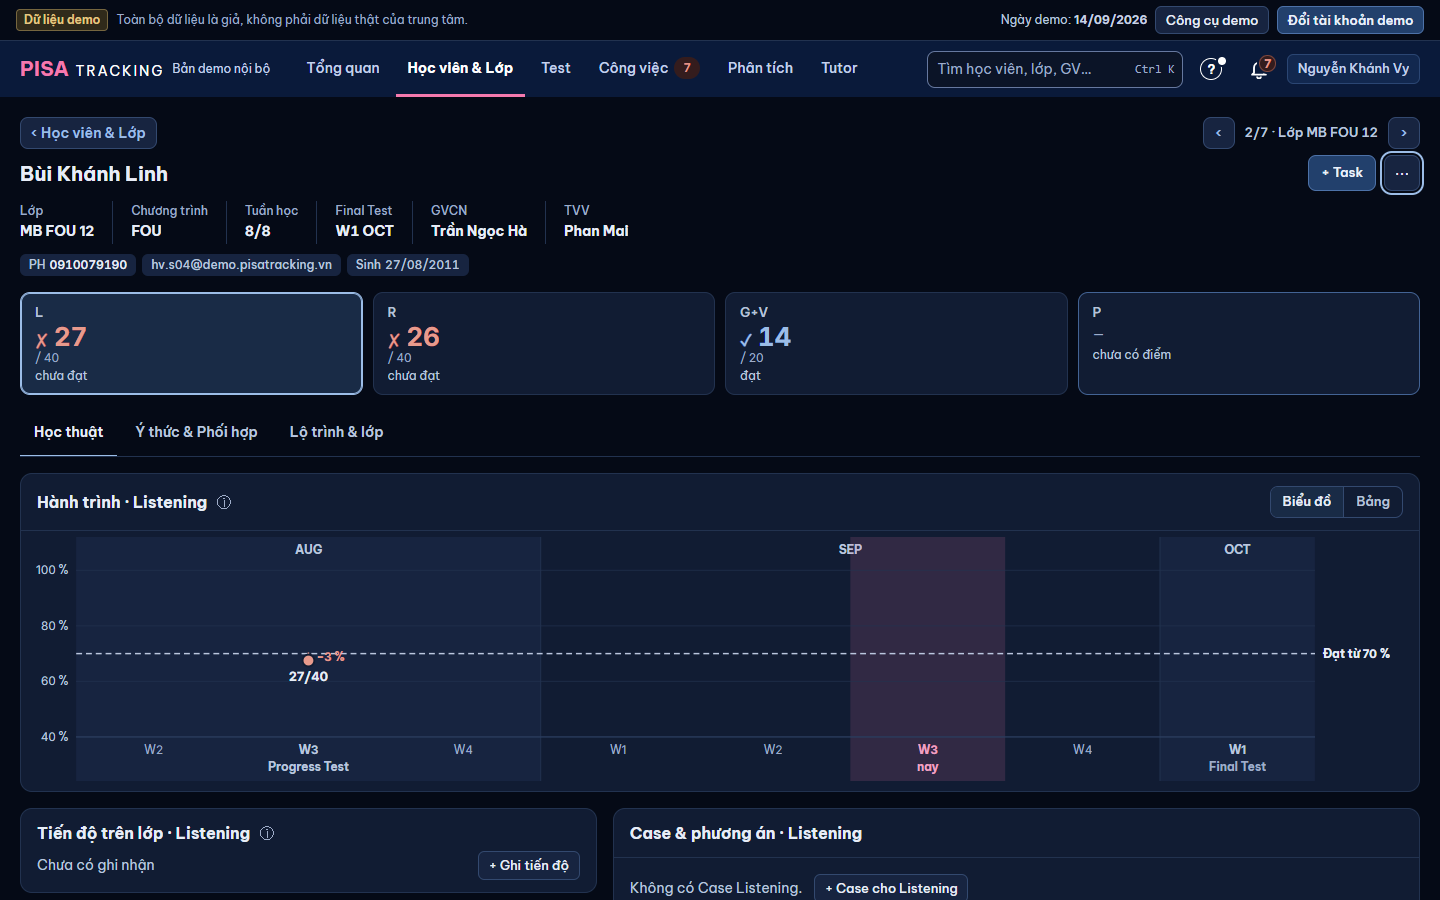 Dữ liệu demo Toàn bộ dữ liệu là giả, không phải dữ liệu thật của trung tâm. Ngày demo: 14/09/2026 Công cụ demo Đổi tài khoản demo
PISA TRACKING Bản demo nội bộ Tổng quan Học viên & Lớp Test Công việc 7 Phân tích Tutor Tìm học viên, lớp, GV... Ctrl K ? 7 Nguyễn Khánh Vy
‹ Học viên & Lớp ‹ 2/7 · Lớp MB FOU 12 ›
Bùi Khánh Linh + Task ...
Lớp Chương trình Tuần học Final Test GVCN TVV
MB FOU 12 FOU 8/8 W1 OCT Trần Ngọc Hà Phan Mai
PH 0910079190 hv.s04@demo.pisatracking.vn Sinh 27/08/2011
L R G+V P
✗ 27 ✗ 26 ✓ 14 —
/ 40 / 40 / 20 chưa có điểm
chưa đạt chưa đạt đạt
Học thuật Ý thức & Phối hợp Lộ trình & lớp
Hành trình · Listening ⓘ Biểu đồ Bảng
AUG SEP OCT
100 %
80 %
-3 % Đạt từ 70 %
27/40
60 %
40 %
W2 W3 W4 W1 W2 W3 W4 W1
Progress Test nay Final Test
Tiến độ trên lớp · Listening ⓘ Case & phương án · Listening
Chưa có ghi nhận + Ghi tiến độ
Không có Case Listening. + Case cho Listening